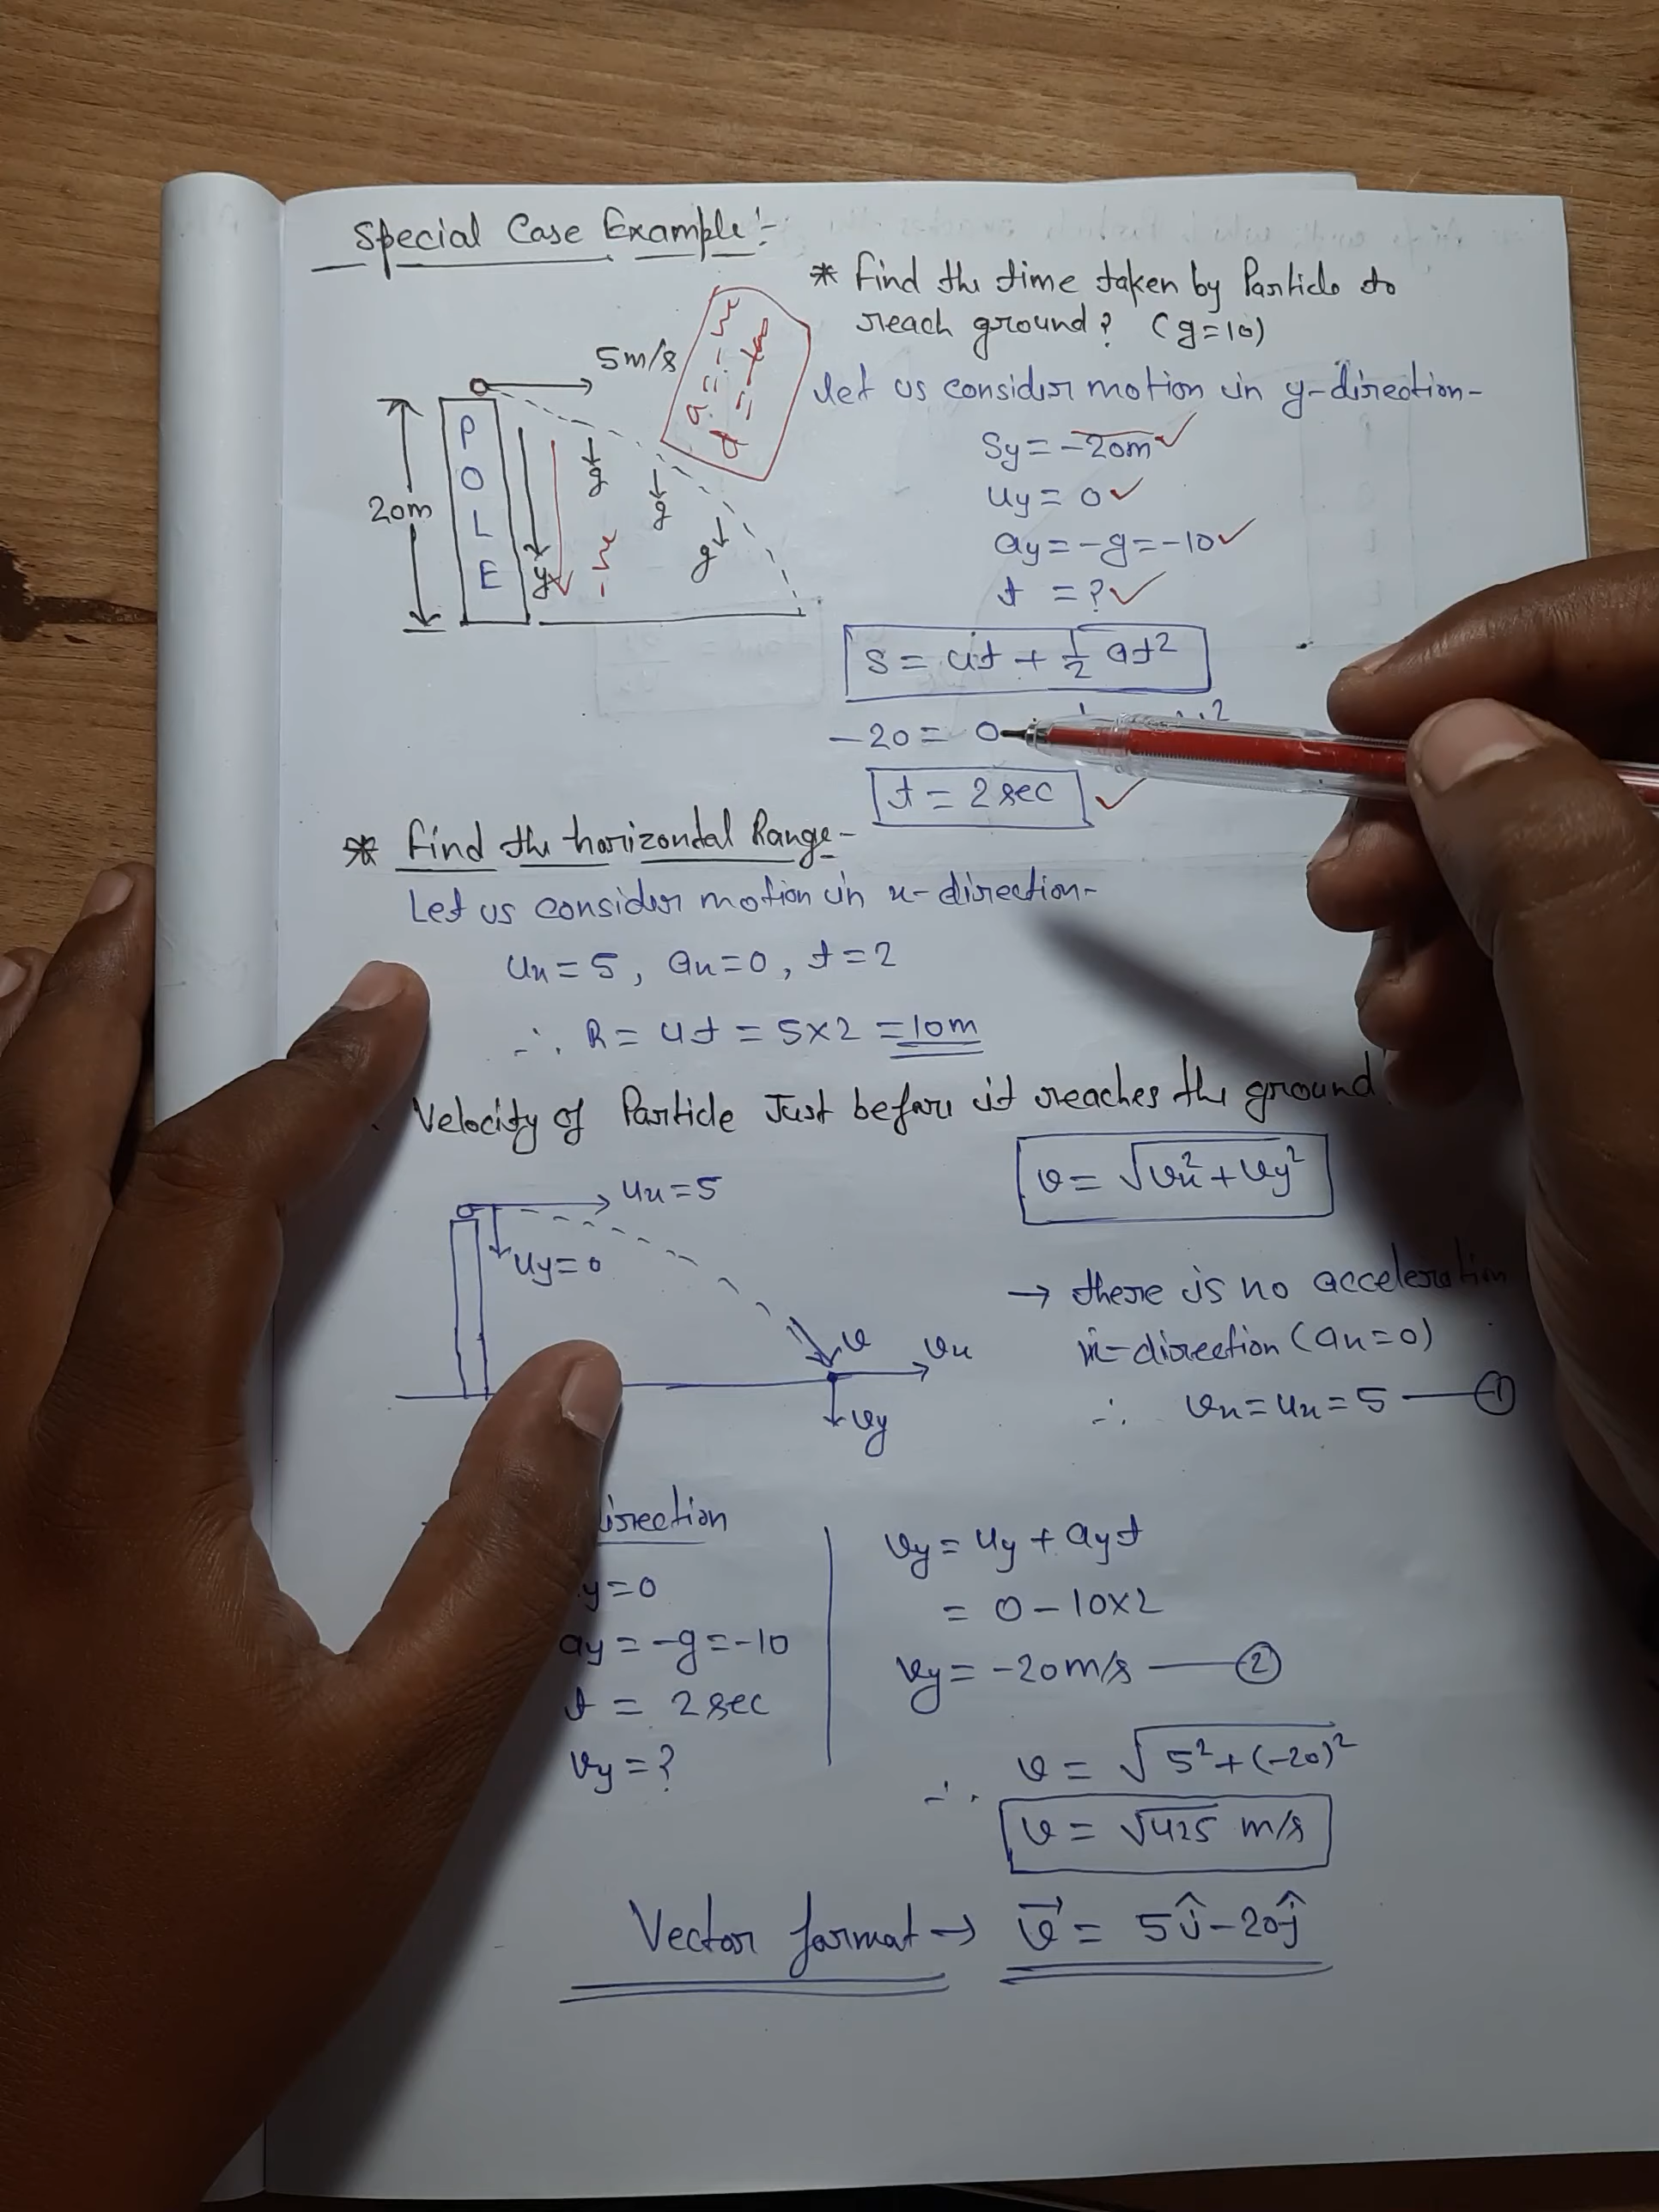 Special Case Example:-
* Find the time taken by Particle to
reach ground? (g=10)
5m/s
let us consider motion in y-direction-
POLE
20m
g
g
g
y
-ve
Sy = -20m ✓
uy = 0 ✓
ay = -g = -10 ✓
t = ? ✓
S = ut + 1/2 at²
-20 = 0
t = 2 sec ✓
* Find the horizontal Range-
Let us consider motion in x-direction-
ux = 5, ax = 0, t = 2
∴ R = ut = 5×2 = 10m
Velocity of Particle Just before it reaches the ground
v = √vx² + vy²
ux = 5
uy = 0
v
vx
vy
→ there is no acceleration
x-direction (ax = 0)
∴ vx = ux = 5 — ①
direction
y = 0
ay = -g = -10
t = 2 sec
vy = ?
vy = uy + ayt
= 0 - 10×2
vy = -20m/s — ②
∴ v = √5² + (-20)²
v = √425 m/s
Vector format → v⃗ = 5î - 20ĵ